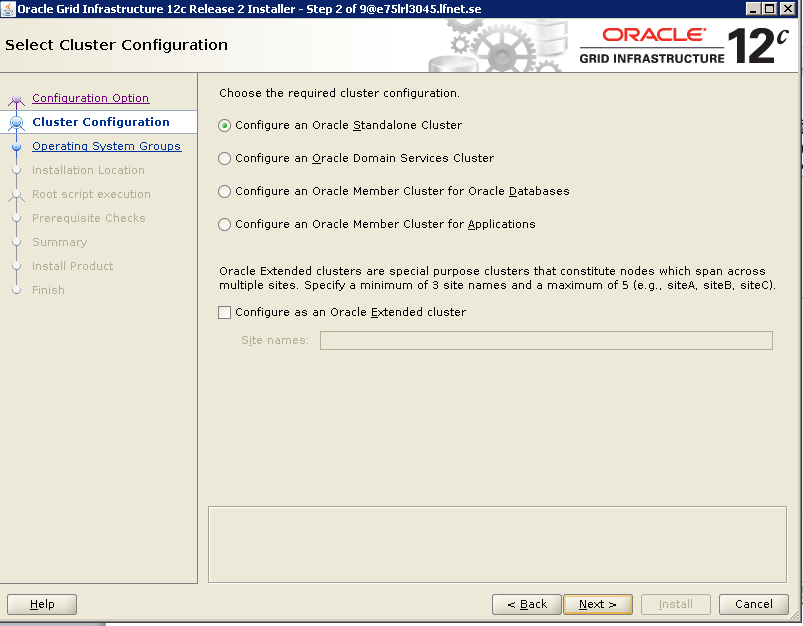 Oracle Grid Infrastructure 12c Release 2 Installer - Step 2 of 9@e75lrl3045.lfnet.se
Select Cluster Configuration
ORACLE
GRID INFRASTRUCTURE
12c
Configuration Option
Cluster Configuration
Operating System Groups
Installation Location
Root script execution
Prerequisite Checks
Summary
Install Product
Finish
Choose the required cluster configuration.
Configure an Oracle Standalone Cluster
Configure an Oracle Domain Services Cluster
Configure an Oracle Member Cluster for Oracle Databases
Configure an Oracle Member Cluster for Applications
Oracle Extended clusters are special purpose clusters that constitute nodes which span across
multiple sites. Specify a minimum of 3 site names and a maximum of 5 (e.g., siteA, siteB, siteC).
Configure as an Oracle Extended cluster
Site names:
Help
< Back
Next >
Install
Cancel